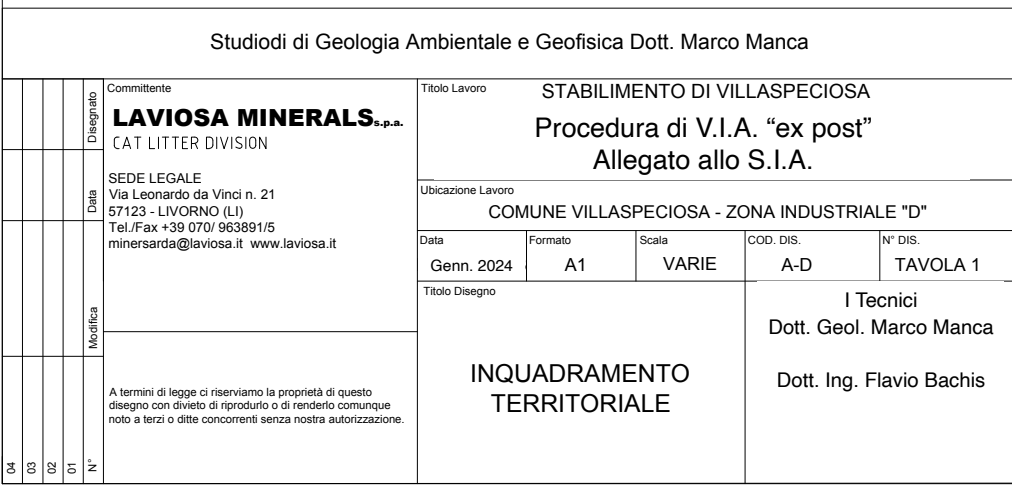 Studiodi di Geologia Ambientale e Geofisica Dott. Marco Manca
Disegnato
Data
Modifica
N°
04
03
02
01
Committente
LAVIOSA MINERALS s.p.a.
CAT LITTER DIVISION
SEDE LEGALE
Via Leonardo da Vinci n. 21
57123 - LIVORNO (LI)
Tel./Fax +39 070/ 963891/5
minersarda@laviosa.it www.laviosa.it
A termini di legge ci riserviamo la proprietà di questo
disegno con divieto di riprodurlo o di renderlo comunque
noto a terzi o ditte concorrenti senza nostra autorizzazione.
Titolo Lavoro
STABILIMENTO DI VILLASPECIOSA
Procedura di V.I.A. “ex post”
Allegato allo S.I.A.
Ubicazione Lavoro
COMUNE VILLASPECIOSA - ZONA INDUSTRIALE "D"
Data
Genn. 2024
Formato
A1
Scala
VARIE
COD. DIS.
A-D
N° DIS.
TAVOLA 1
Titolo Disegno
INQUADRAMENTO
TERRITORIALE
I Tecnici
Dott. Geol. Marco Manca
Dott. Ing. Flavio Bachis